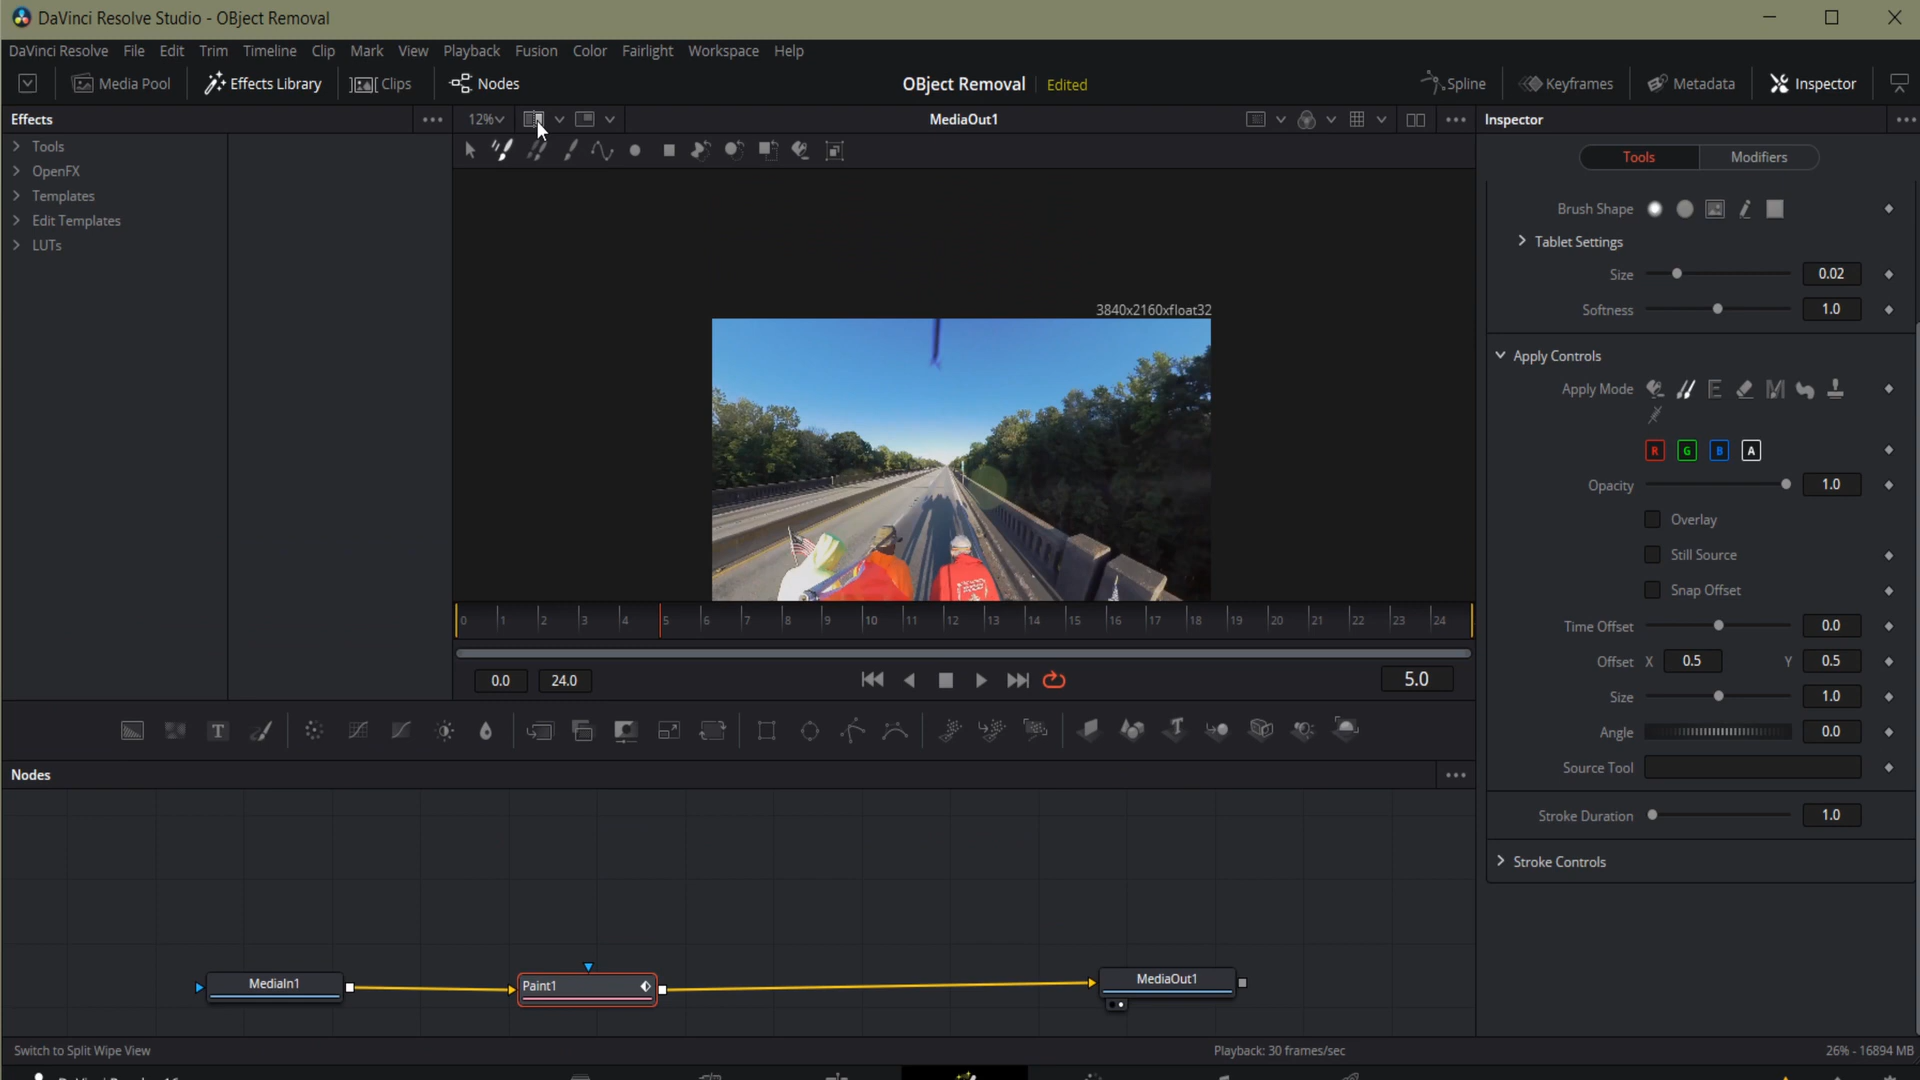 DaVinci Resolve Studio - OBject Removal
DaVinci Resolve File Edit Trim Timeline Clip Mark View Playback Fusion Color Fairlight Workspace Help
Media Pool Effects Library Clips Nodes OBject Removal Edited Spline Keyframes Metadata Inspector
Effects 12% MediaOut1 Inspector
Tools
OpenFX
Templates
Edit Templates
LUTs
3840x2160xfloat32
0 1 2 3 4 5 6 7 8 9 10 11 12 13 14 15 16 17 18 19 20 21 22 23 24
0.0 24.0 5.0
Tools Modifiers
Brush Shape
Tablet Settings
Size 0.02
Softness 1.0
Apply Controls
Apply Mode
R G B A
Opacity 1.0
Overlay
Still Source
Snap Offset
Time Offset 0.0
Offset X 0.5 Y 0.5
Size 1.0
Angle 0.0
Source Tool
Stroke Duration 1.0
Stroke Controls
Nodes
MediaIn1
Paint1
MediaOut1
Switch to Split Wipe View Playback: 30 frames/sec 26% - 16894 MB